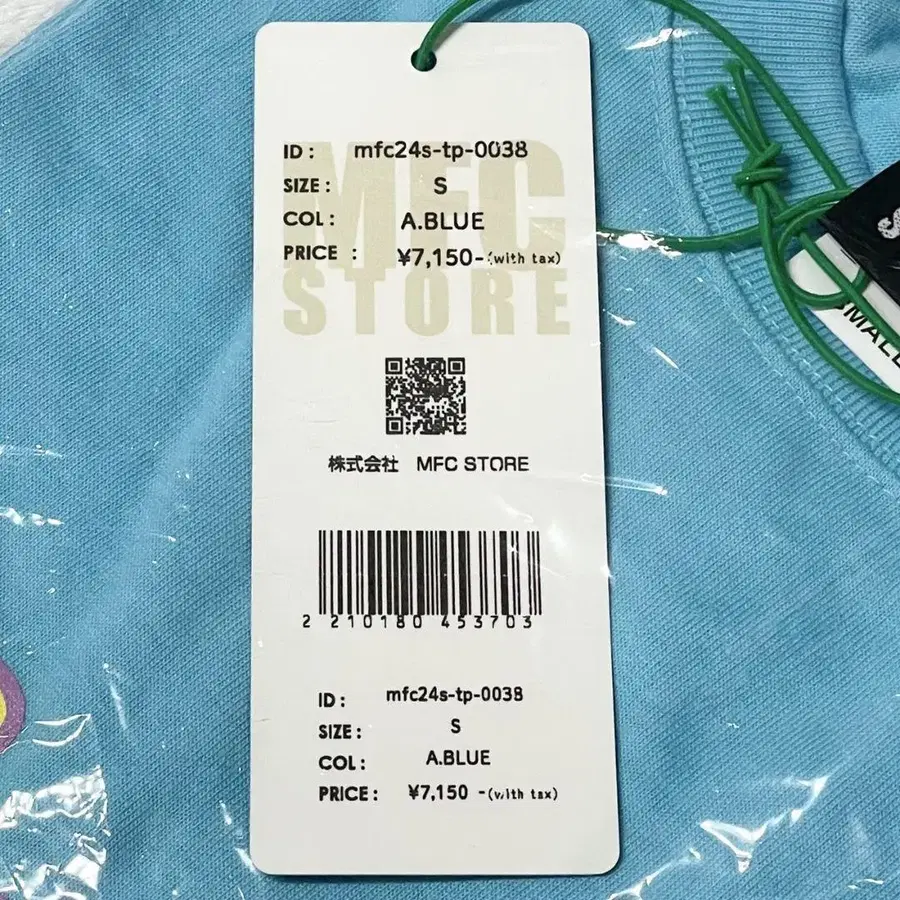 ID : mfc24s-tp-0038
SIZE : S
COL : A.BLUE
PRICE : ¥7,150-(with tax)
MFC
STORE
株式会社 MFC STORE
2 210180 453703
ID : mfc24s-tp-0038
SIZE : S
COL : A.BLUE
PRICE : ¥7,150 -(with tax)
SMALL